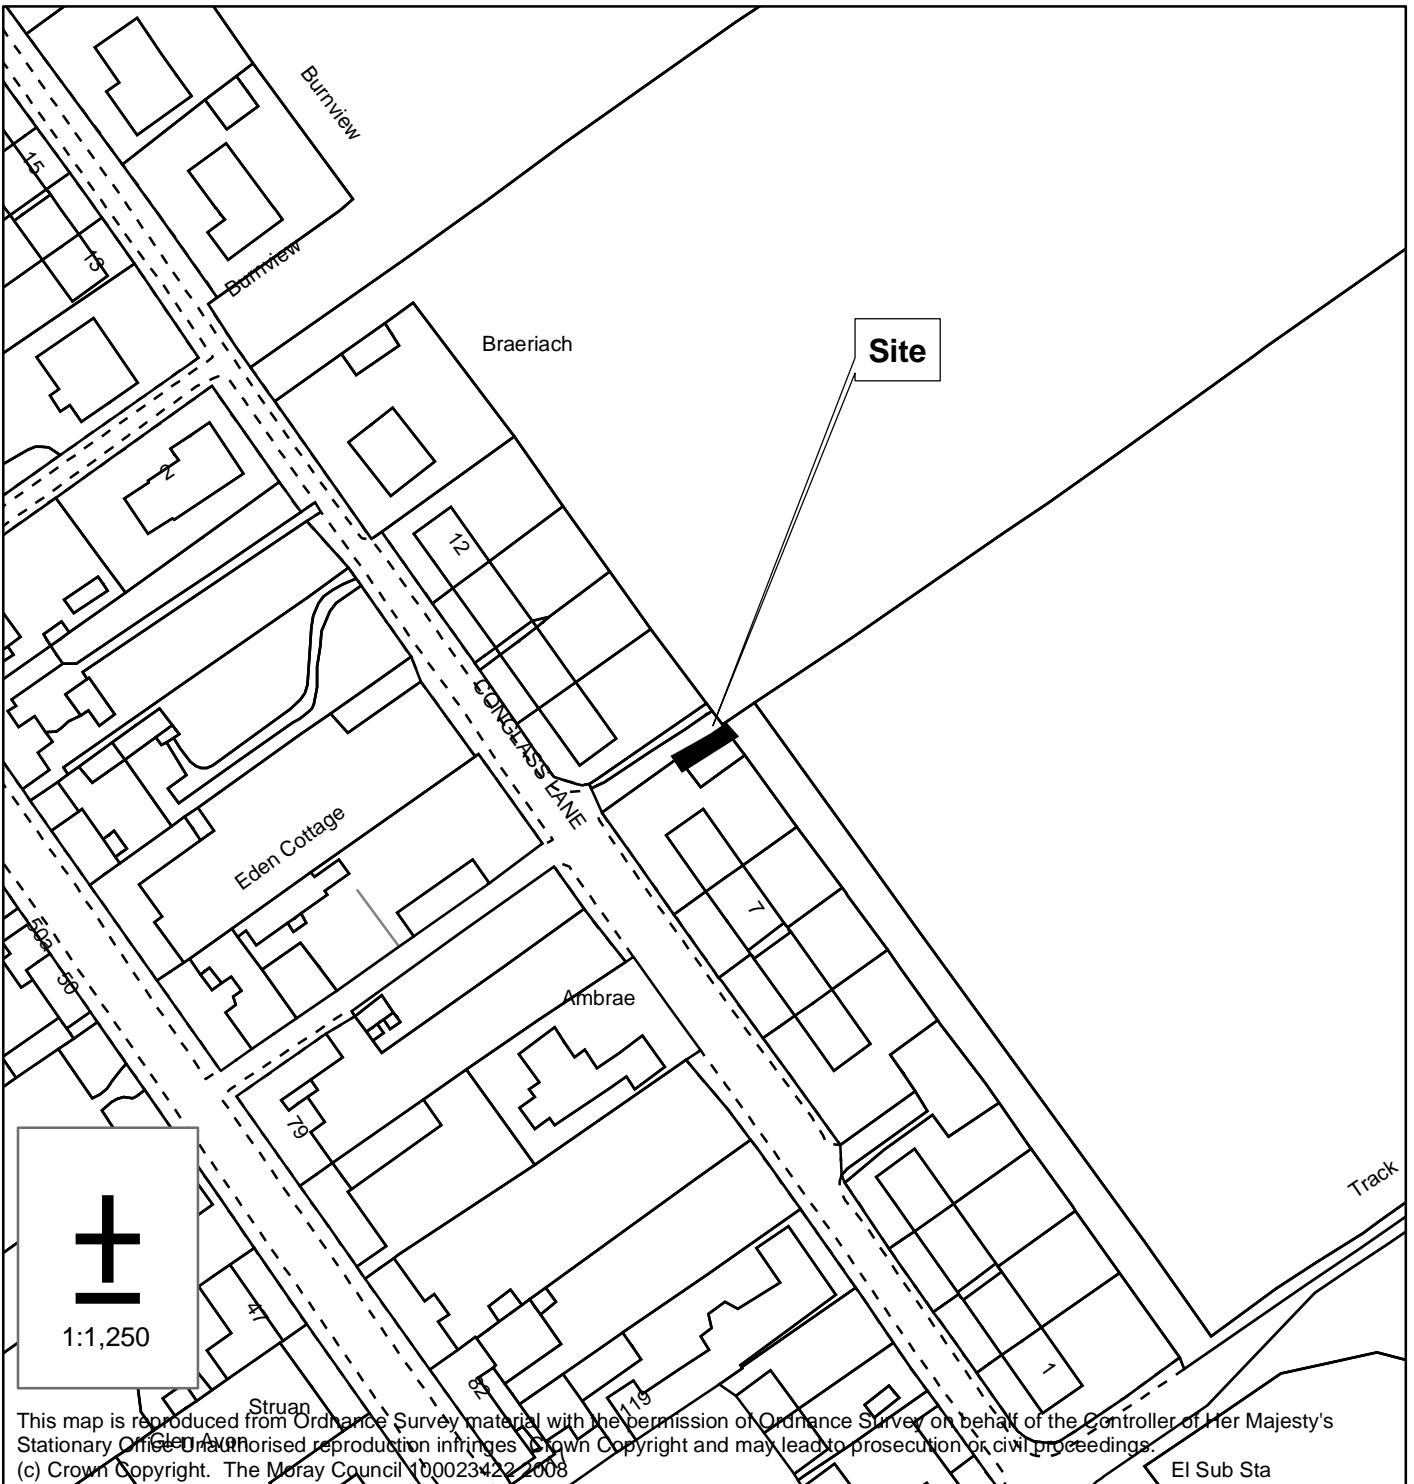 Burnview
15
13
Burnview
Braeriach
Site
2
12
CONGLASS LANE
Eden Cottage
7
50a
50
Ambrae
79
Track
1:1,250
47
1
82
119
Struan
This map is reproduced from Ordnance Survey material with the permission of Ordnance Survey on behalf of the Controller of Her Majesty's
Glen Avon
Stationary Office Unauthorised reproduction infringes Crown Copyright and may lead to prosecution or civil proceedings.
(c) Crown Copyright. The Moray Council 100023422 2008
El Sub Sta